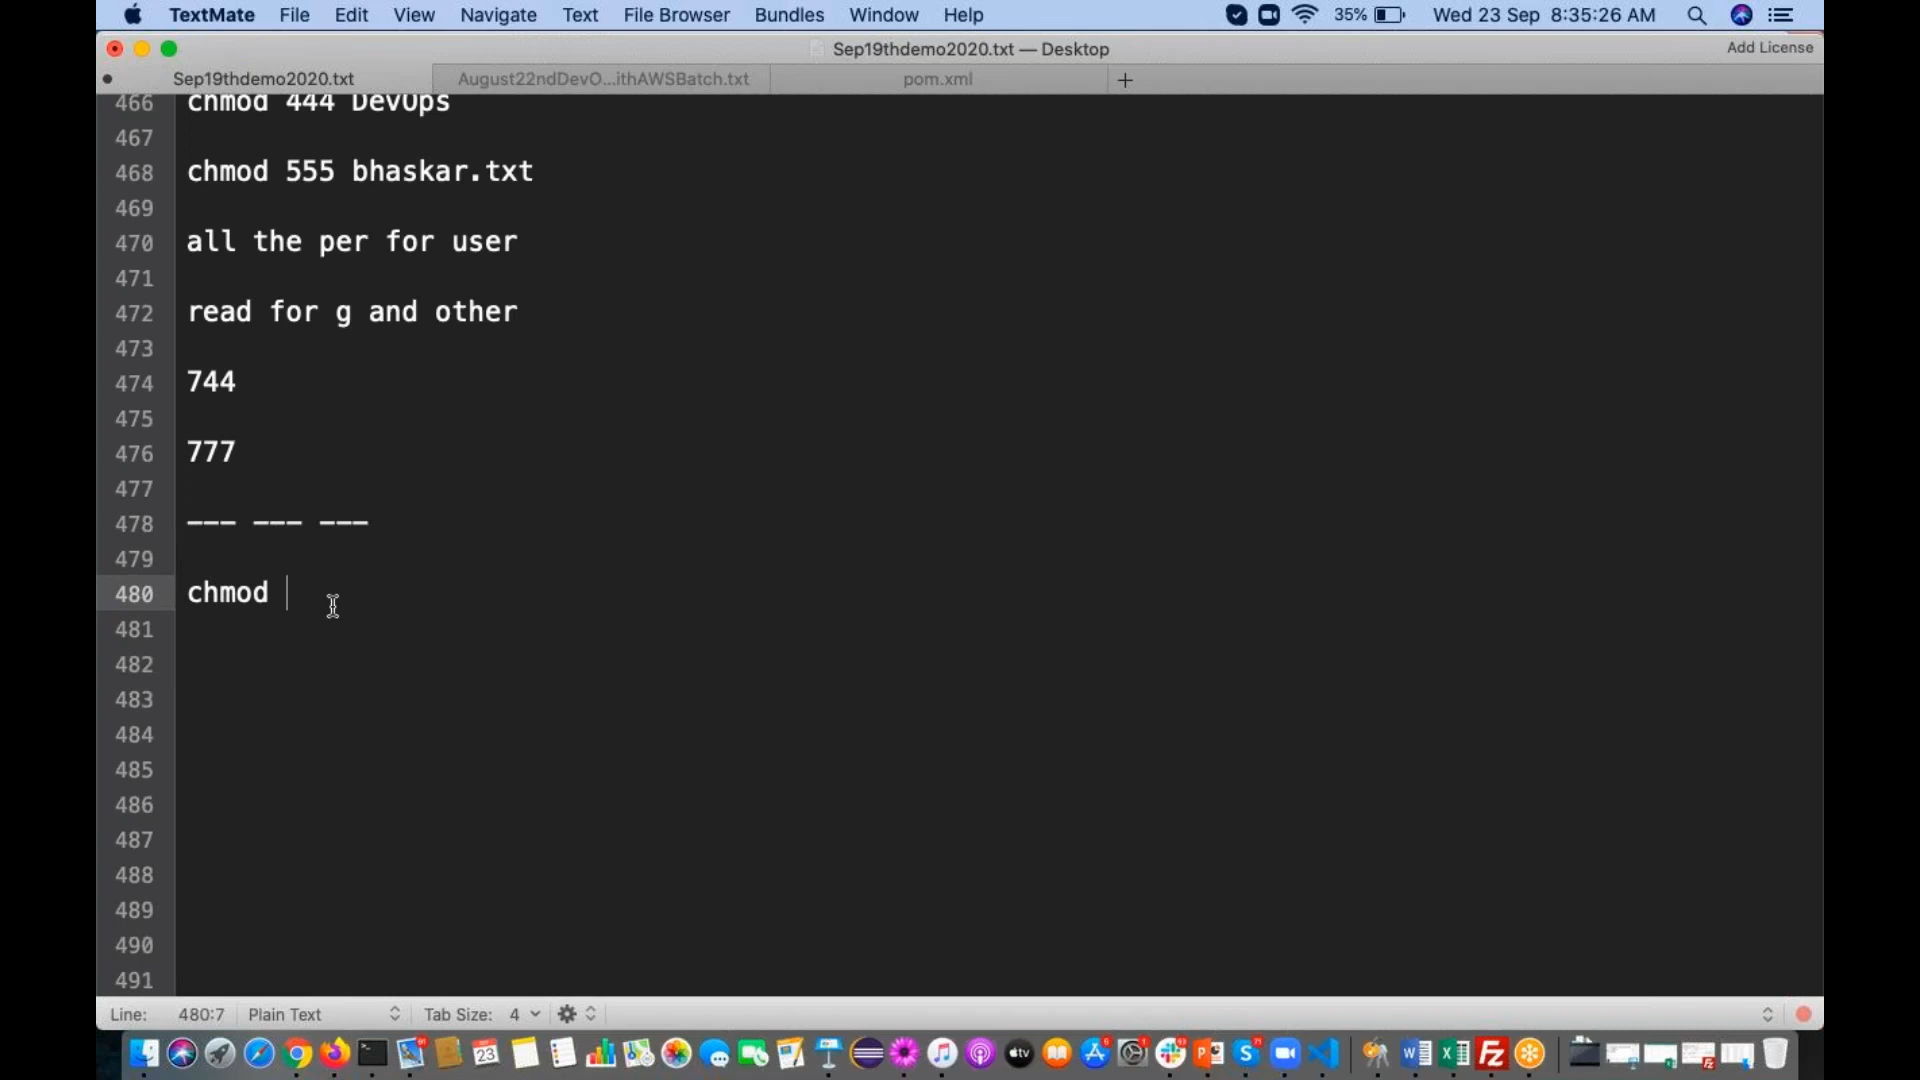 TextMate File Edit View Navigate Text File Browser Bundles Window Help 35% Wed 23 Sep 8:35:26 AM
Sep19thdemo2020.txt — Desktop Add License
Sep19thdemo2020.txt August22ndDevO...ithAWSBatch.txt pom.xml +
466 chmod 444 DevOps
467
468 chmod 555 bhaskar.txt
469
470 all the per for user
471
472 read for g and other
473
474 744
475
476 777
477
478 --- --- ---
479
480 chmod
481
482
483
484
485
486
487
488
489
490
491
Line: 480:7 Plain Text Tab Size: 4